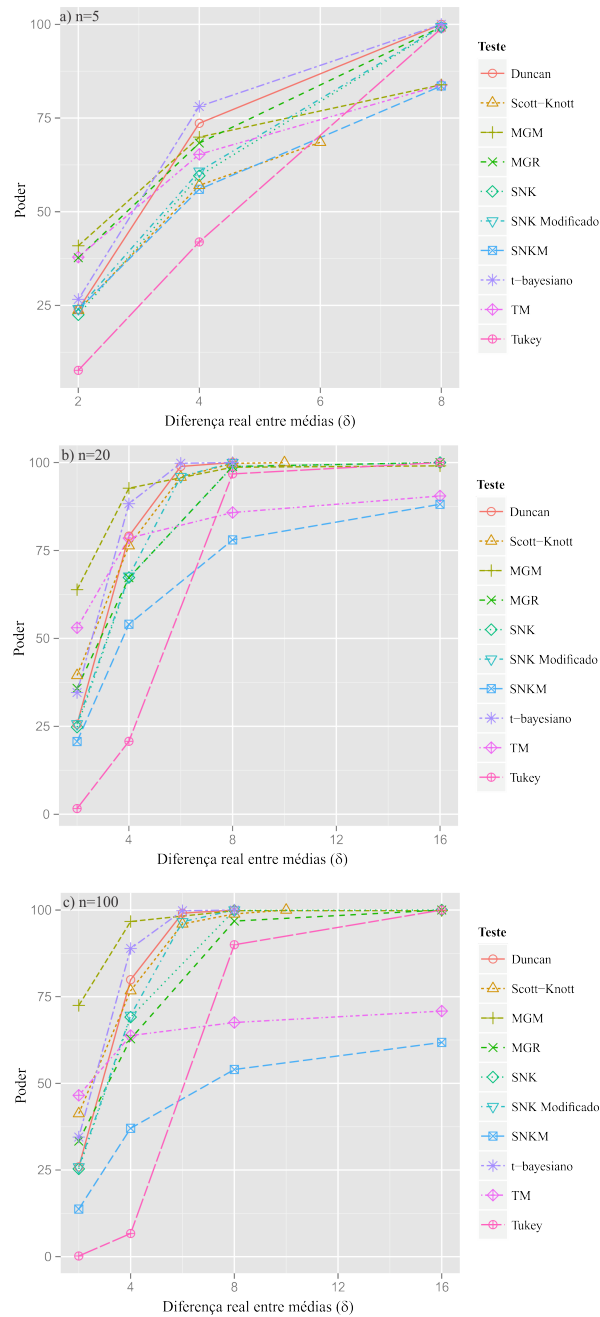 a) n=5
100
75
50
25
Poder
2
4
6
8
Diferença real entre médias (δ)
Teste
Duncan
Scott−Knott
MGM
MGR
SNK
SNK Modificado
SNKM
t−bayesiano
TM
Tukey
b) n=20
100
75
50
25
0
Poder
4
8
12
16
Diferença real entre médias (δ)
Teste
Duncan
Scott−Knott
MGM
MGR
SNK
SNK Modificado
SNKM
t−bayesiano
TM
Tukey
c) n=100
100
75
50
25
0
Poder
4
8
12
16
Diferença real entre médias (δ)
Teste
Duncan
Scott−Knott
MGM
MGR
SNK
SNK Modificado
SNKM
t−bayesiano
TM
Tukey